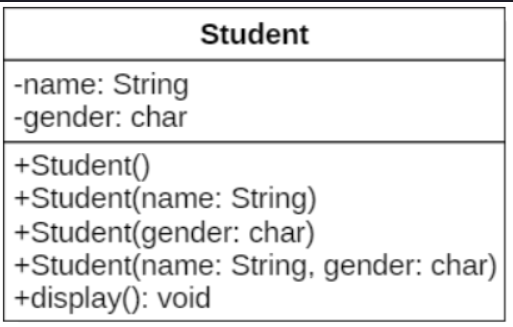 Student
-name: String
-gender: char
+Student()
+Student(name: String)
+Student(gender: char)
+Student(name: String, gender: char)
+display(): void